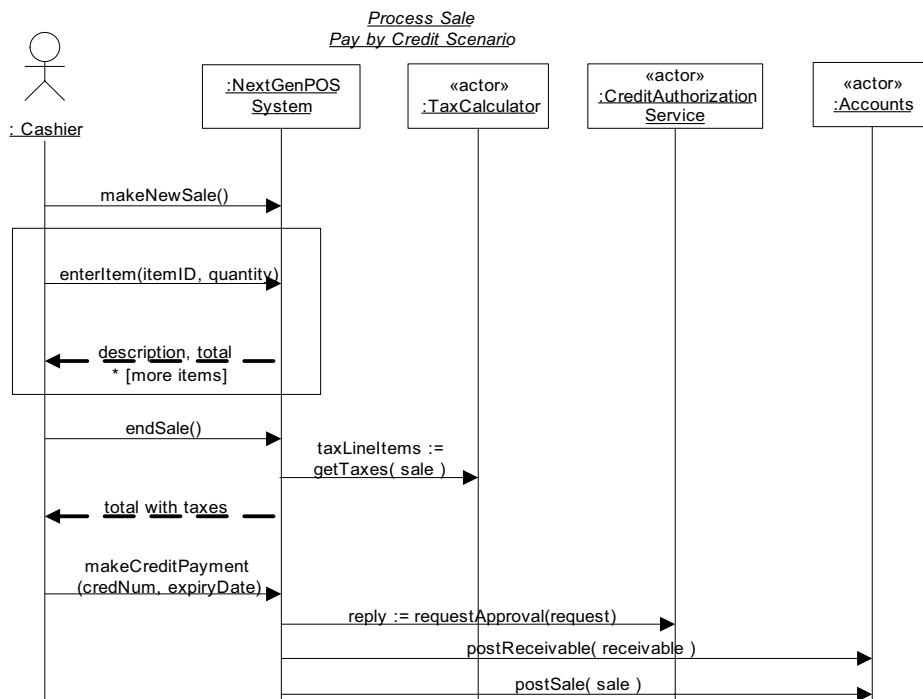 Process Sale
Pay by Credit Scenario
: Cashier
:NextGenPOS
System
«actor»
:TaxCalculator
«actor»
:CreditAuthorization
Service
«actor»
:Accounts
makeNewSale()
enterItem(itemID, quantity)
description, total
* [more items]
endSale()
taxLineItems :=
getTaxes( sale )
total with taxes
makeCreditPayment
(credNum, expiryDate)
reply := requestApproval(request)
postReceivable( receivable )
postSale( sale )